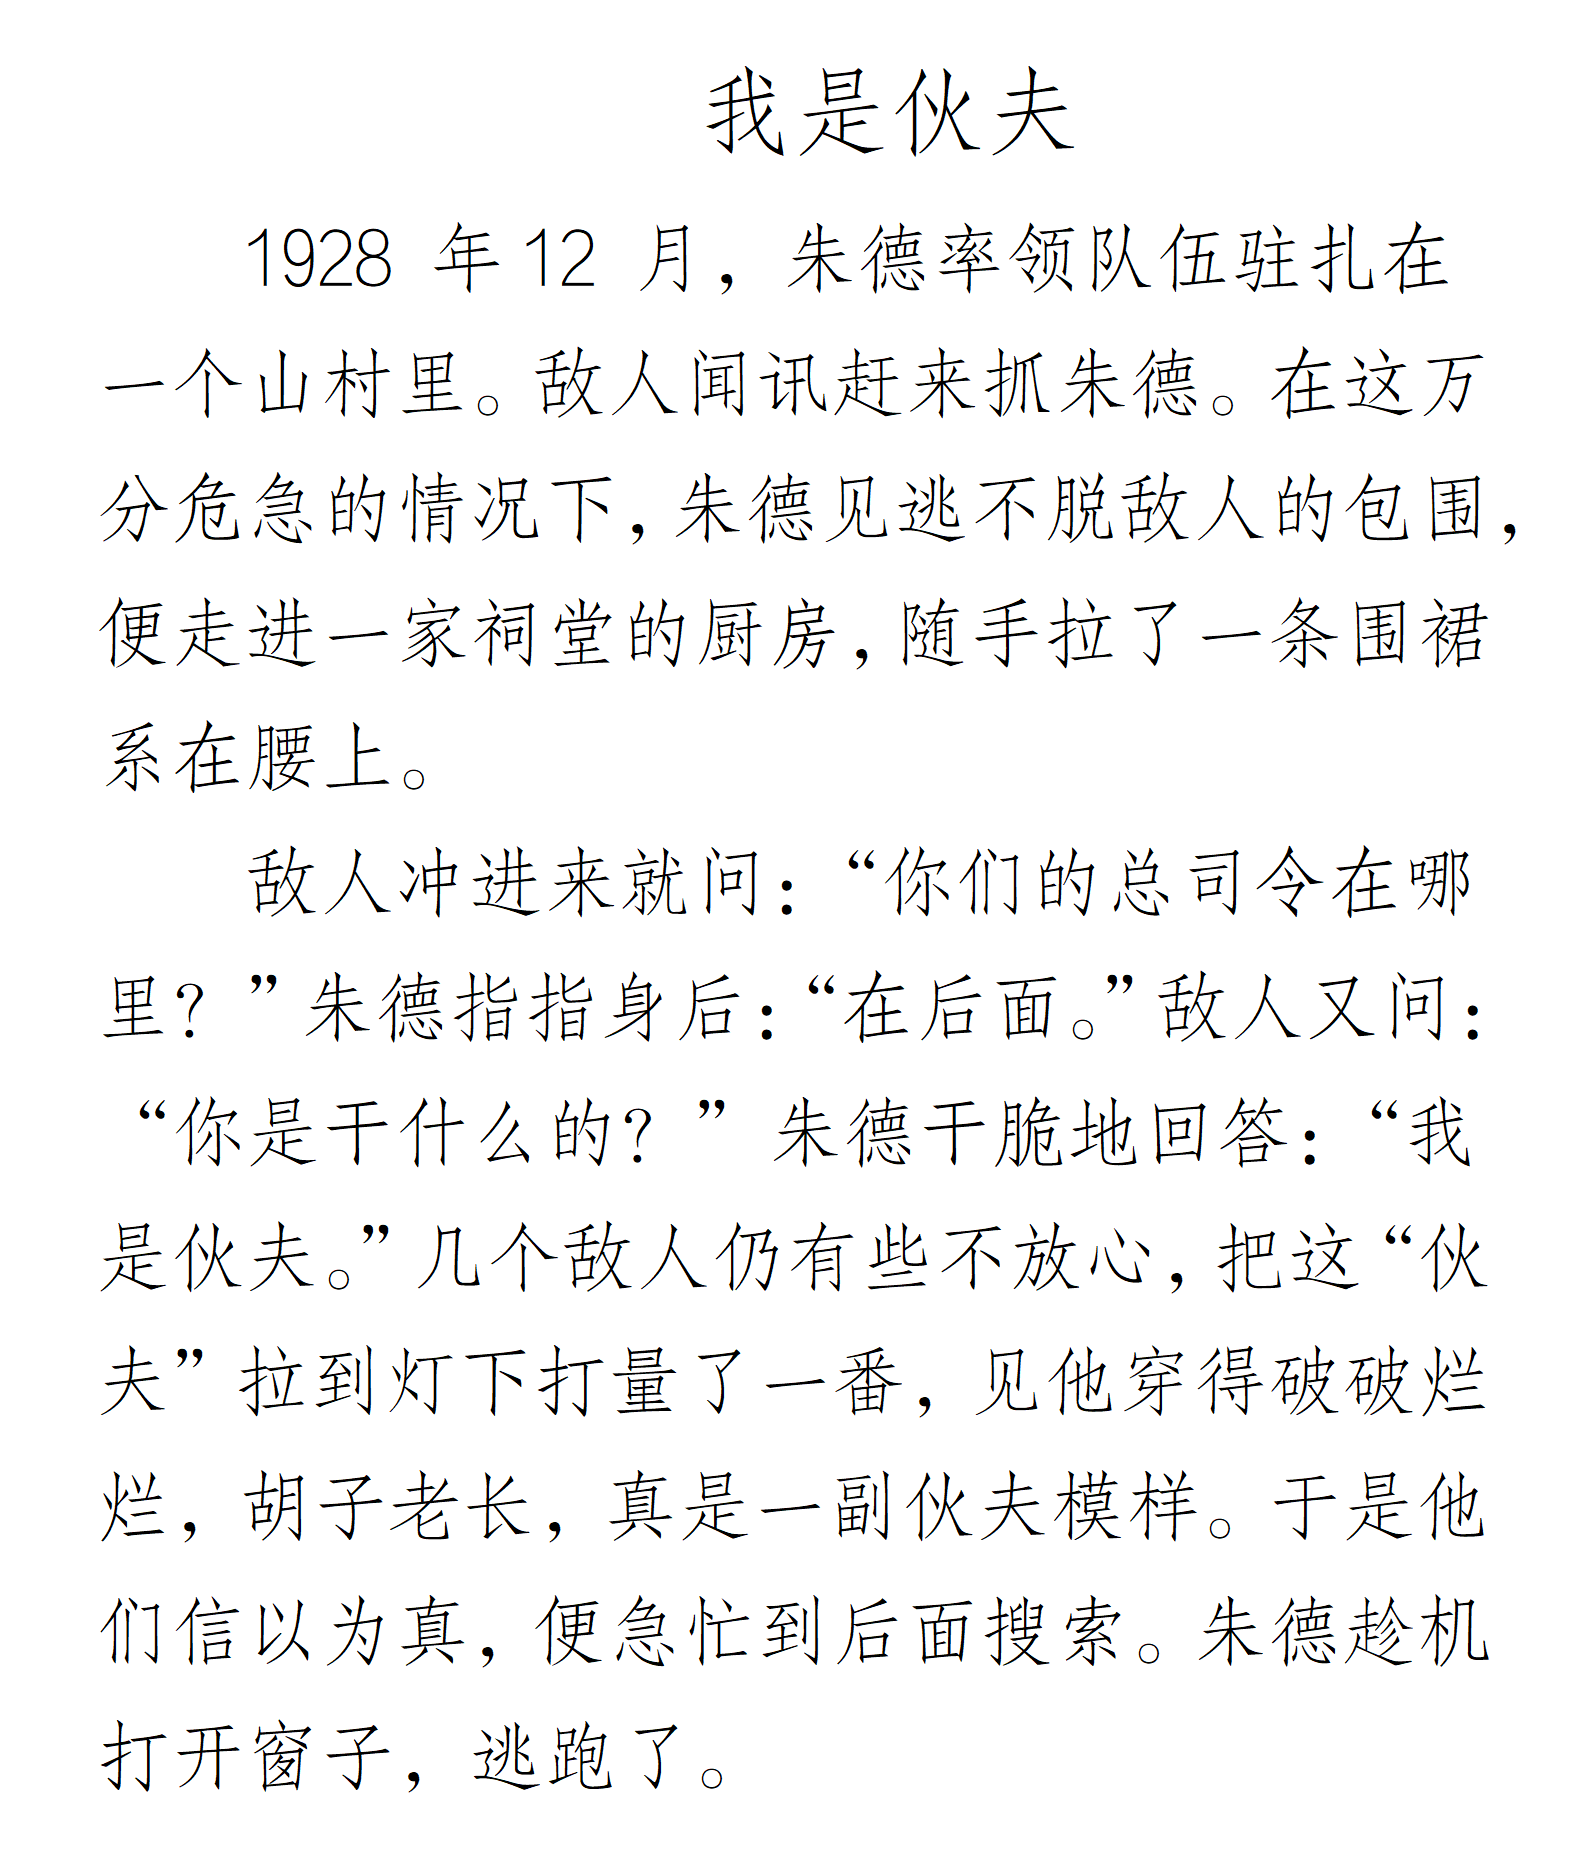 我是伙夫
1928 年12 月，朱德率领队伍驻扎在
一个山村里。敌人闻讯赶来抓朱德。在这万
分危急的情况下，朱德见逃不脱敌人的包围，
便走进一家祠堂的厨房，随手拉了一条围裙
系在腰上。
敌人冲进来就问：“你们的总司令在哪
里？”朱德指指身后：“在后面。”敌人又问：
“你是干什么的？”朱德干脆地回答：“我
是伙夫。”几个敌人仍有些不放心，把这“伙
夫”拉到灯下打量了一番，见他穿得破破烂
烂，胡子老长，真是一副伙夫模样。于是他
们信以为真，便急忙到后面搜索。朱德趁机
打开窗子，逃跑了。